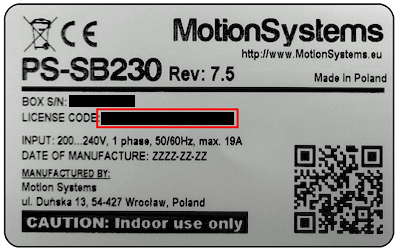 MotionSystems
http://www.MotionSystems.eu
PS-SB230 Rev: 7.5
Made in Poland
BOX S/N:
LICENSE CODE:
INPUT: 200...240V, 1 phase, 50/60Hz, max. 19A
DATE OF MANUFACTURE: ZZZZ-ZZ-ZZ
MANUFACTURED BY:
Motion Systems
ul. Duńska 13, 54-427 Wrocław, Poland
CAUTION: Indoor use only